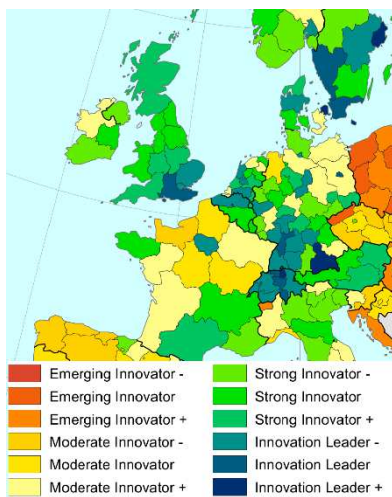 Emerging Innovator -
Emerging Innovator
Emerging Innovator +
Moderate Innovator -
Moderate Innovator
Moderate Innovator +
Strong Innovator -
Strong Innovator
Strong Innovator +
Innovation Leader -
Innovation Leader
Innovation Leader +